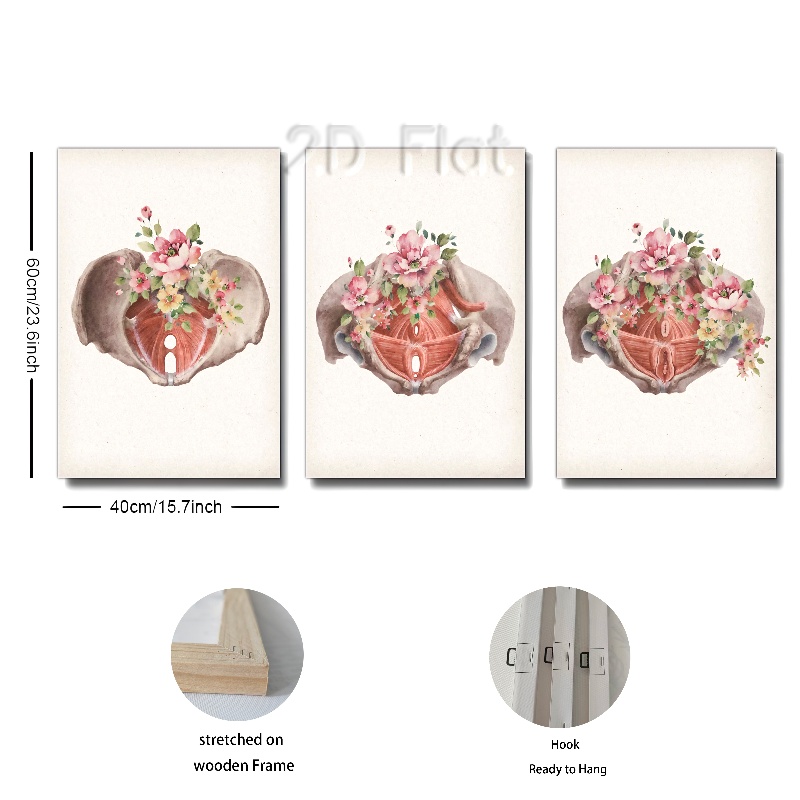 2D Flat
60cm/23.6inch
40cm/15.7inch
stretched on
wooden Frame
Hook
Ready to Hang